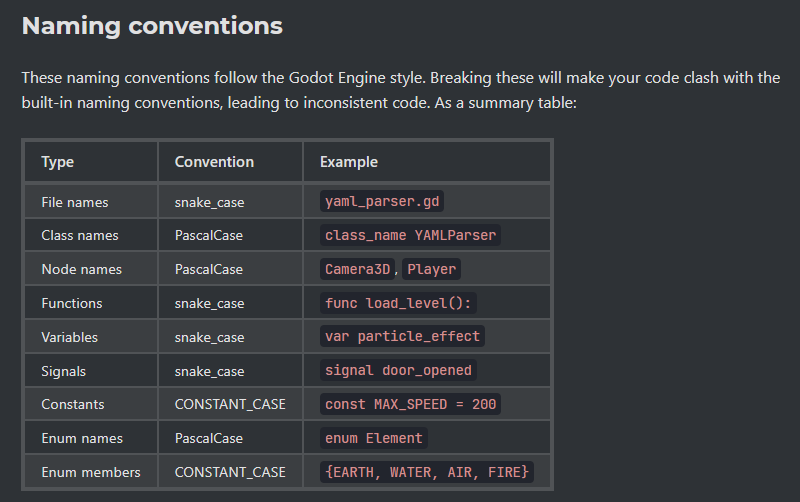 Naming conventions
These naming conventions follow the Godot Engine style. Breaking these will make your code clash with the
built-in naming conventions, leading to inconsistent code. As a summary table:
Type Convention Example
File names snake_case yaml_parser.gd
Class names PascalCase class_name YAMLParser
Node names PascalCase Camera3D, Player
Functions snake_case func load_level():
Variables snake_case var particle_effect
Signals snake_case signal door_opened
Constants CONSTANT_CASE const MAX_SPEED = 200
Enum names PascalCase enum Element
Enum members CONSTANT_CASE {EARTH, WATER, AIR, FIRE}